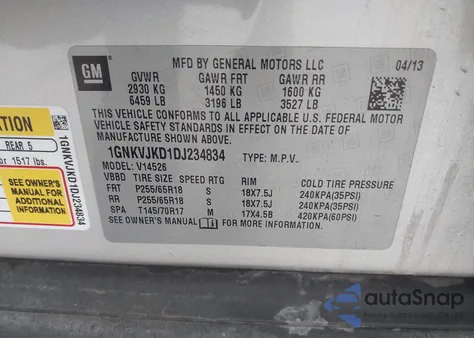 GM
MFD BY GENERAL MOTORS LLC 04/13
GVWR GAWR FRT GAWR RR
2930 KG 1450 KG 1600 KG
6459 LB 3196 LB 3527 LB
THIS VEHICLE CONFORMS TO ALL APPLICABLE U.S. FEDERAL MOTOR
VEHICLE SAFETY STANDARDS IN EFFECT ON THE DATE OF
MANUFACTURE SHOWN ABOVE.
1GNKVJKD1DJ234834 TYPE: M.P.V.
MODEL: V14526
VBBD TIRE SIZE SPEED RTG RIM COLD TIRE PRESSURE
FRT P255/65R18 S 18X7.5J 240KPA(35PSI)
RR P255/65R18 S 18X7.5J 240KPA(35PSI)
SPA T145/70R17 M 17X4.5B 420KPA(60PSI)
SEE OWNER'S MANUAL FOR MORE INFORMATION.
ATION
REAR 5
or 1517 lbs.
SEE OWNER'S
MANUAL FOR
ADDITIONAL
INFORMATION
1GNKVJKD1DJ234834
autoSnap